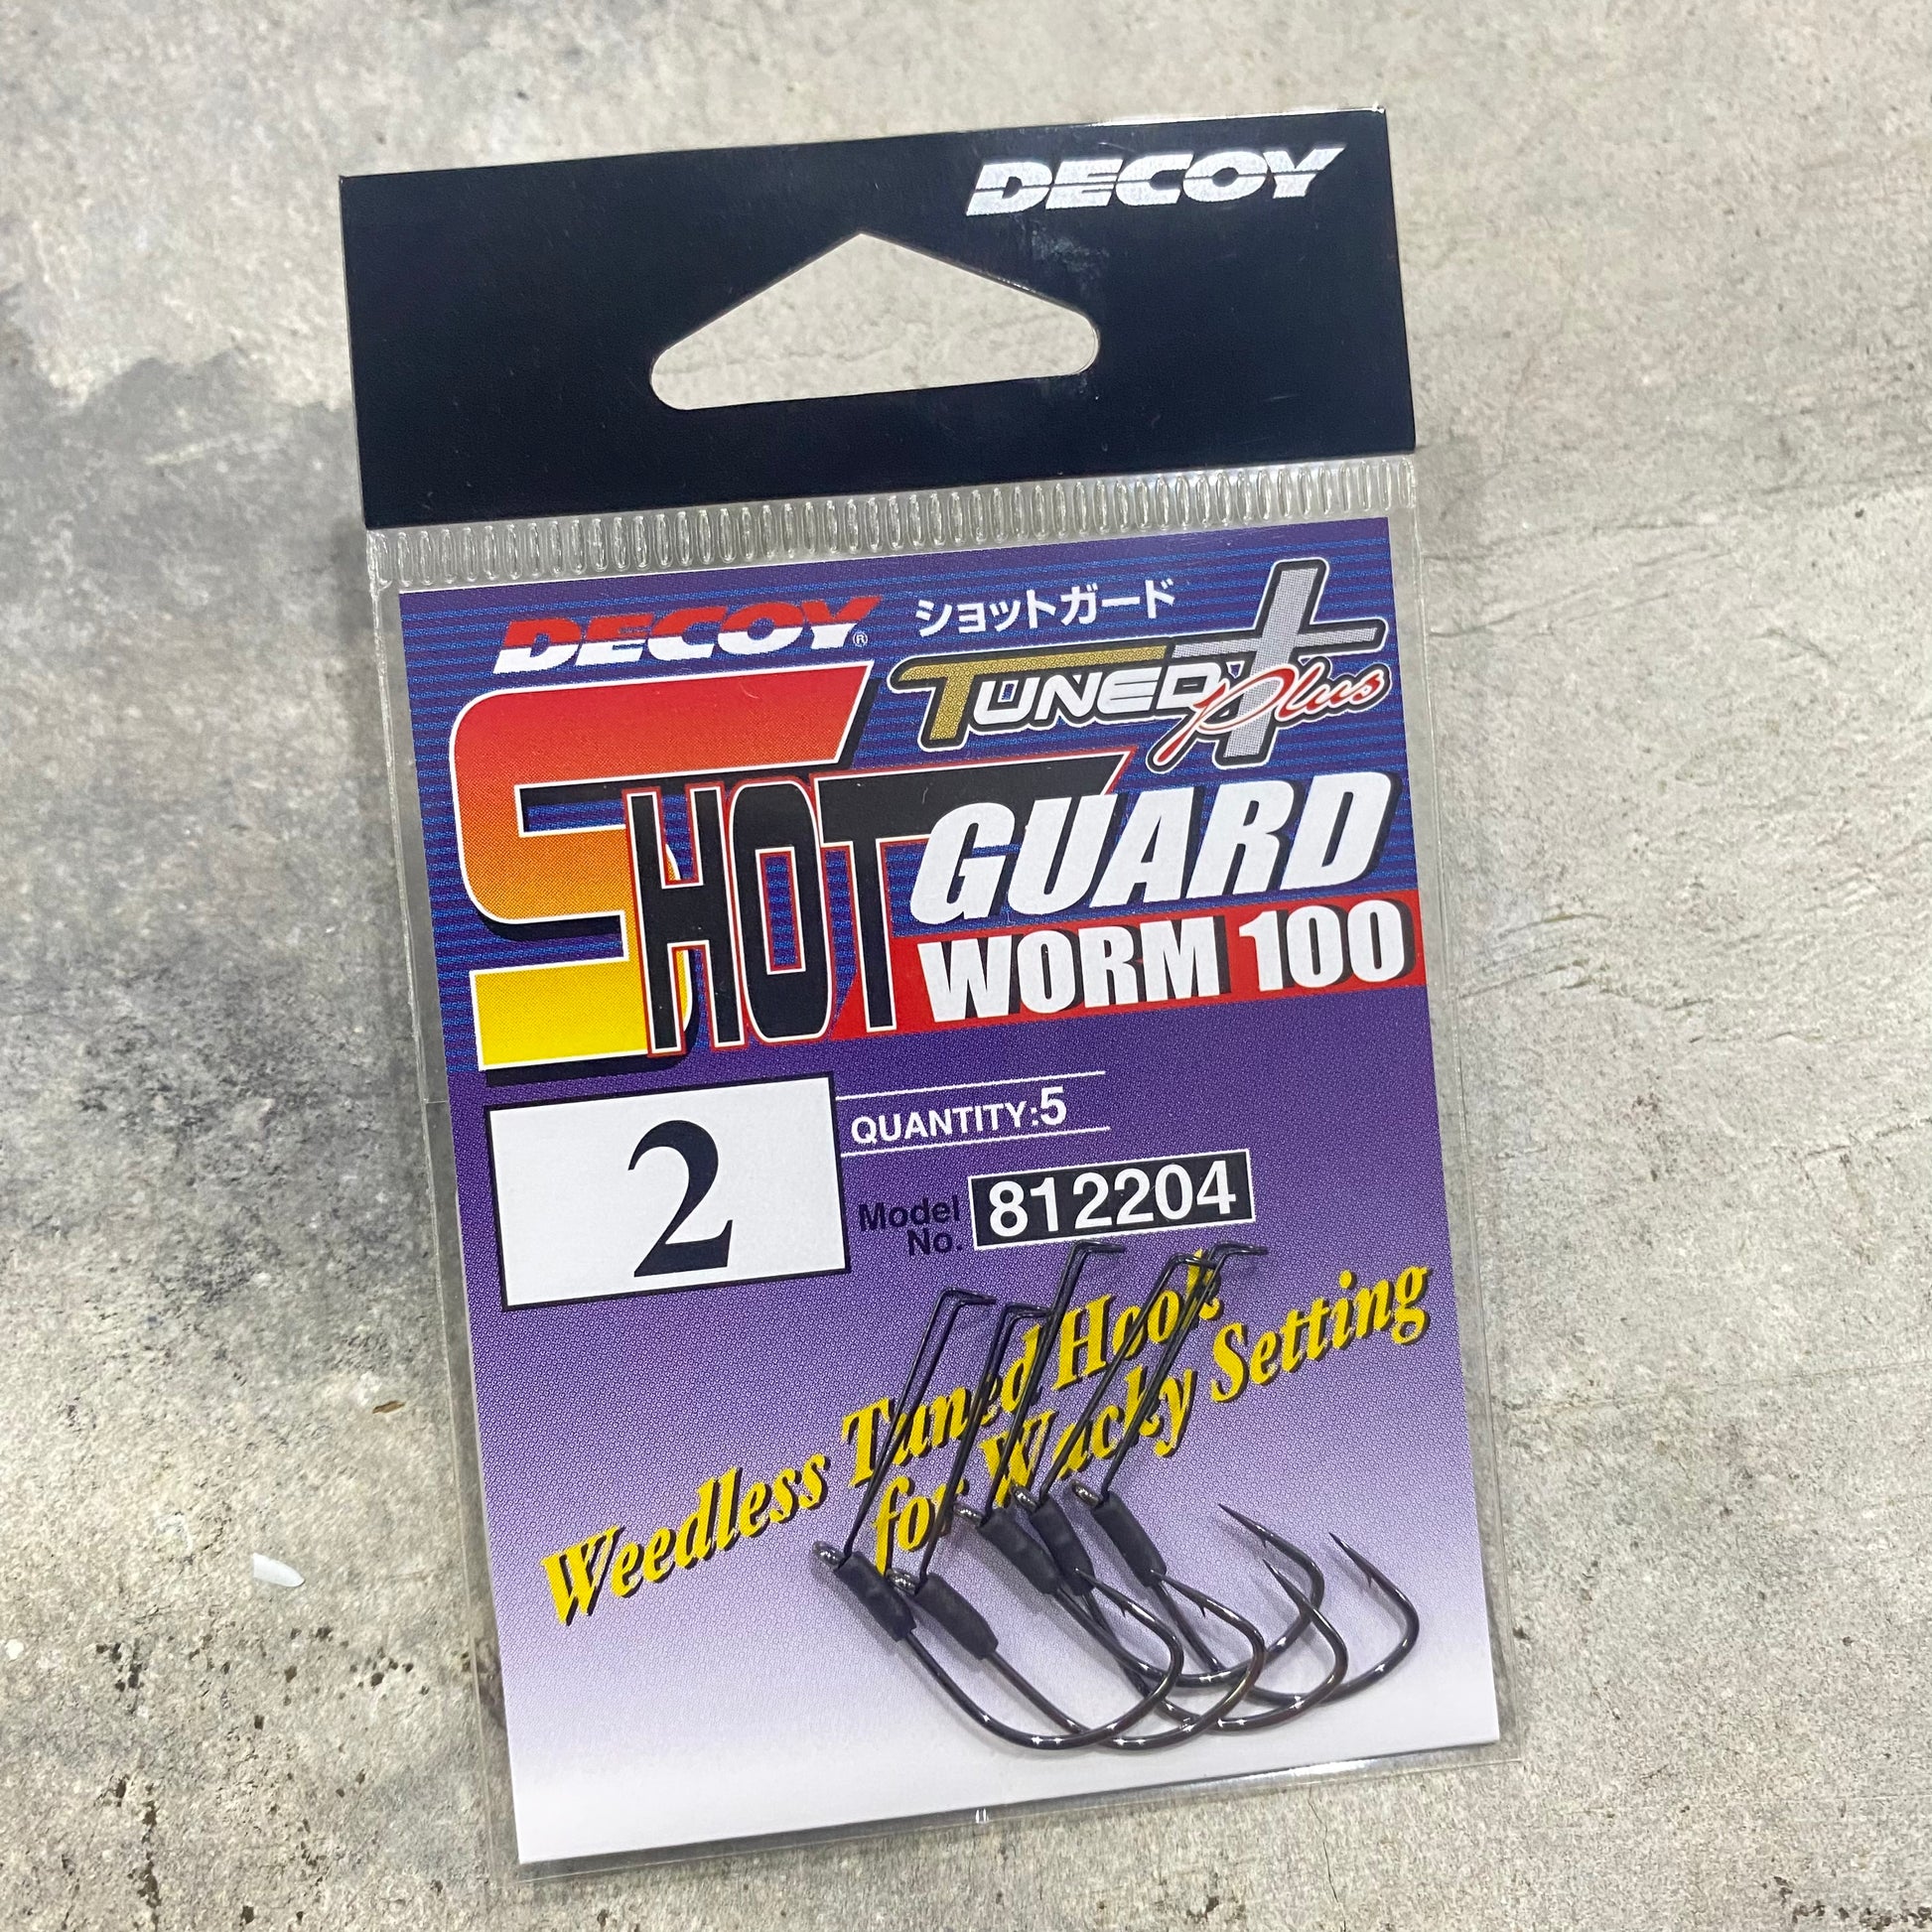 DECOY
DECOY® ショットガード
TUNED Plus
SHOT GUARD
WORM 100
2
QUANTITY:5
Model No. 812204
Weedless Tuned Hook
for Wacky Setting